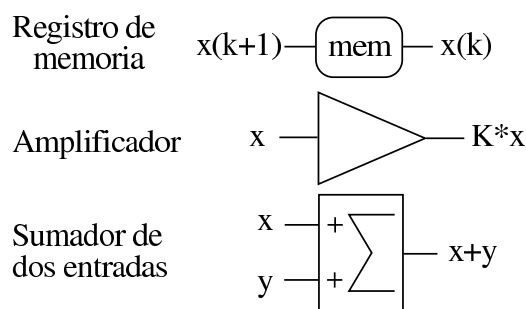 Registro de
memoria
x(k+1)
mem
x(k)
Amplificador
x
K*x
Sumador de
dos entradas
x
+
y
+
Σ
x+y